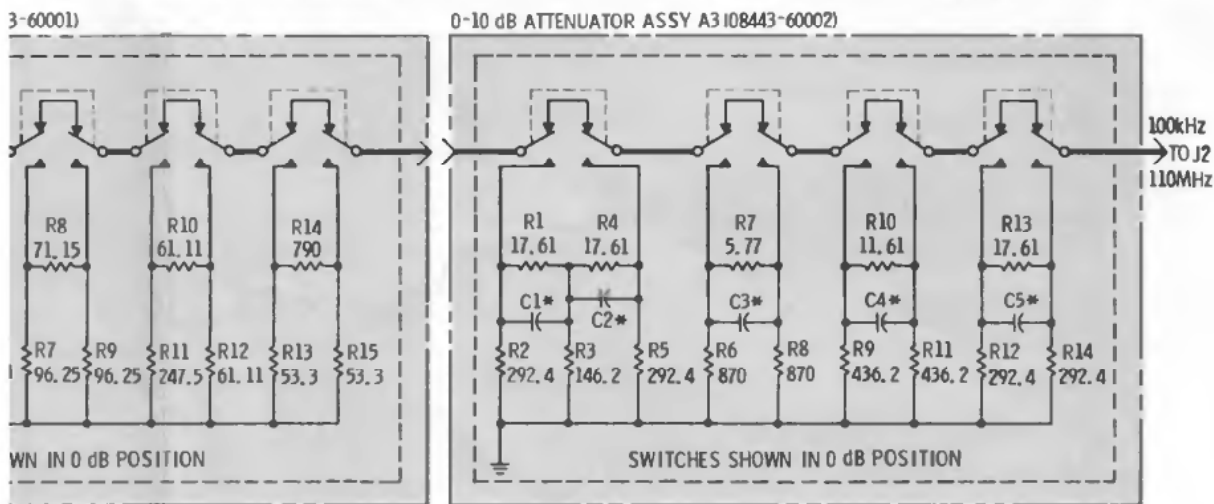 3-60001)
0-10 dB ATTENUATOR ASSY A3 (08443-60002)
100kHz
TO J2
110MHz
R8
71.15
R10
61.11
R14
790
R7
96.25
R9
96.25
R11
247.5
R12
61.11
R13
53.3
R15
53.3
WN IN 0 dB POSITION
R1
17.61
R4
17.61
R7
5.77
R10
11.61
R13
17.61
C1*
C2*
C3*
C4*
C5*
R2
292.4
R3
146.2
R5
292.4
R6
870
R8
870
R9
436.2
R11
436.2
R12
292.4
R14
292.4
SWITCHES SHOWN IN 0 dB POSITION